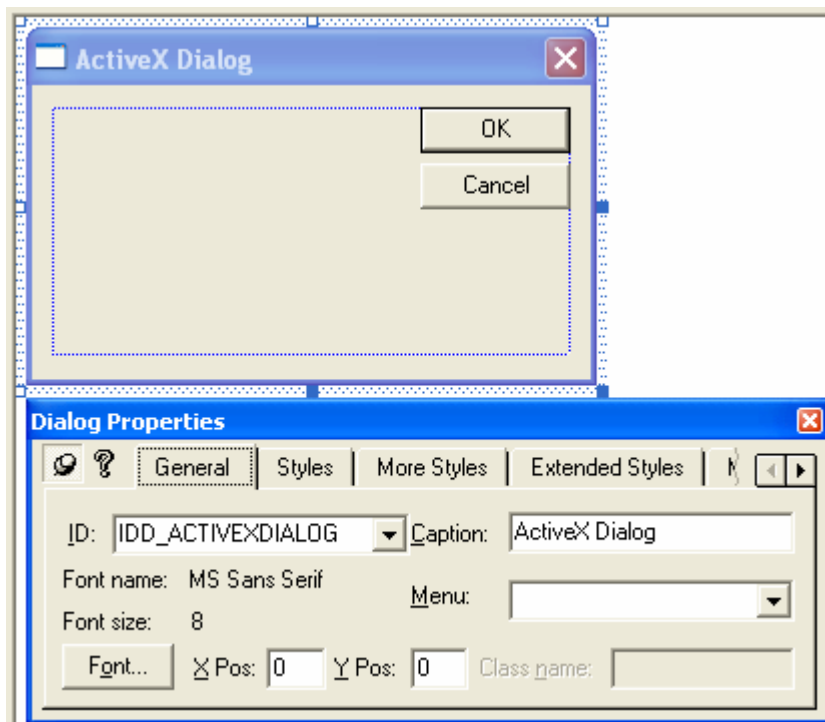 ActiveX Dialog
OK
Cancel
Dialog Properties
General Styles More Styles Extended Styles
ID: IDD_ACTIVEXDIALOG Caption: ActiveX Dialog
Font name: MS Sans Serif Menu:
Font size: 8
Font... X Pos: 0 Y Pos: 0 Class name: